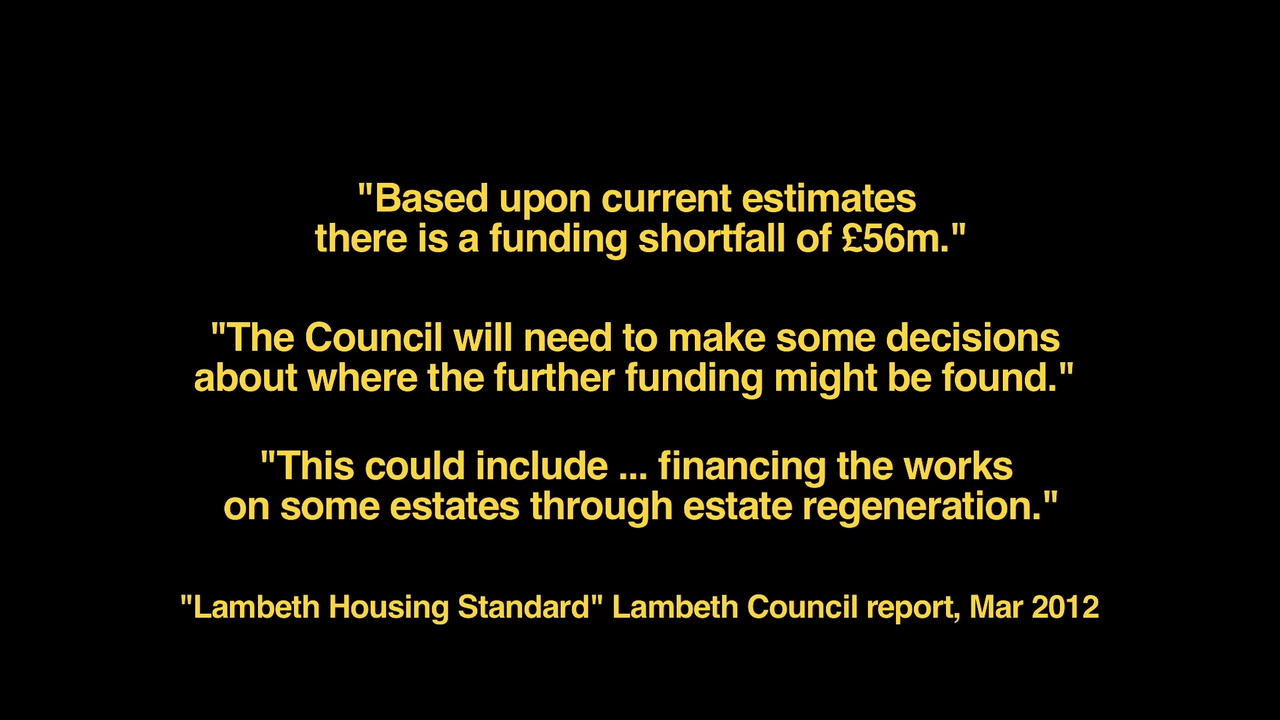 "Based upon current estimates
there is a funding shortfall of £56m."
"The Council will need to make some decisions
about where the further funding might be found."
"This could include ... financing the works
on some estates through estate regeneration."
"Lambeth Housing Standard" Lambeth Council report, Mar 2012